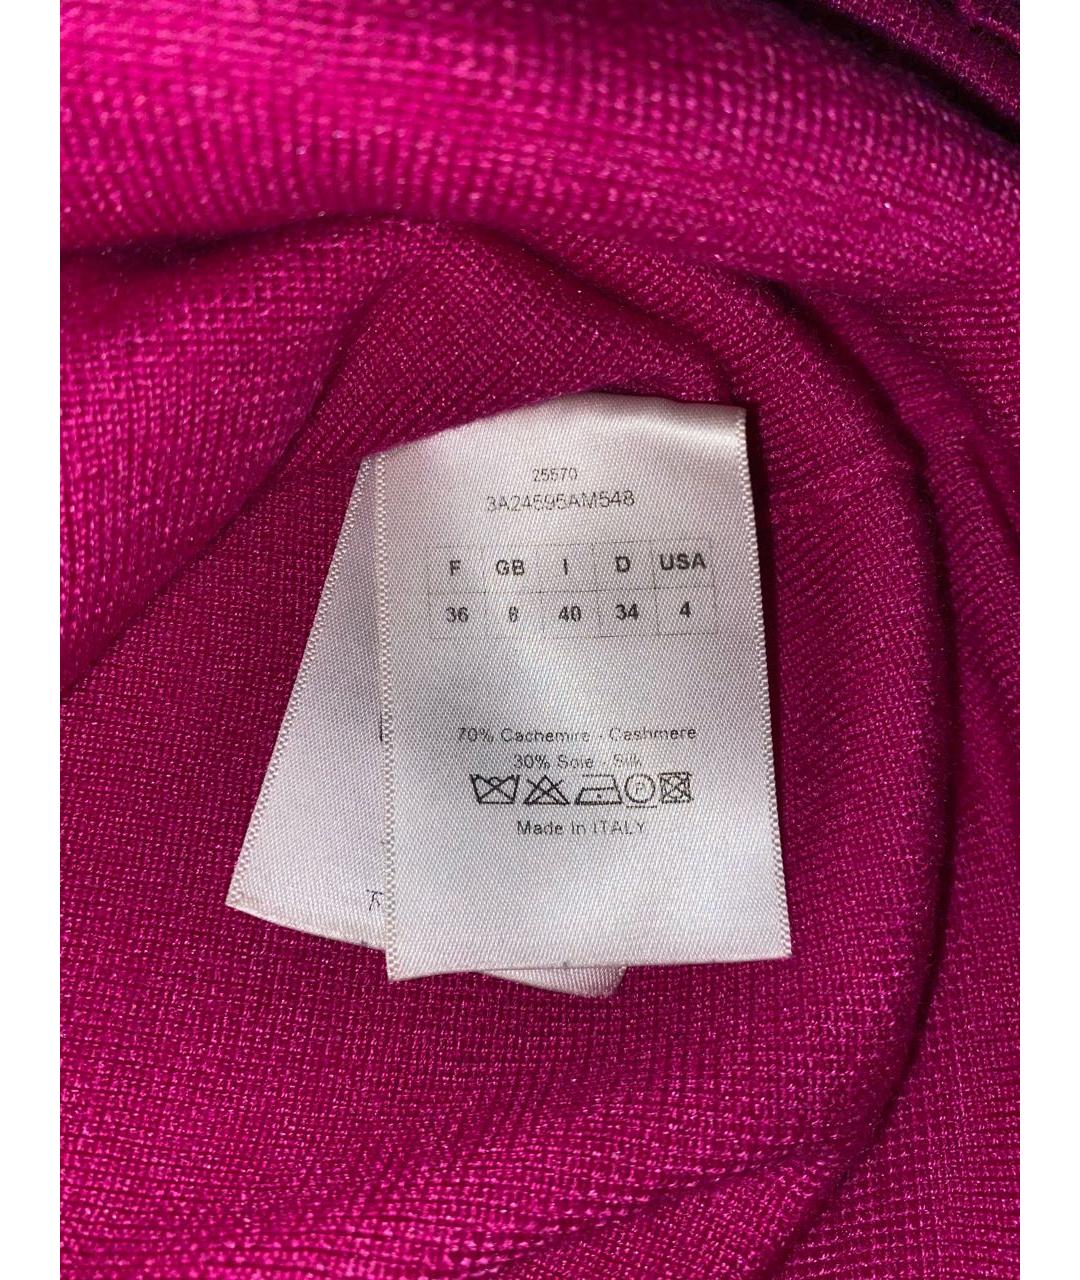 25570
3A24595AM548
F GB I D USA
36 8 40 34 4
70% Cachemire - Cashmere
30% Soie - Silk
P
Made in ITALY